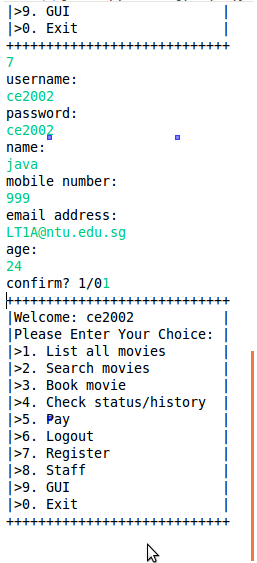 |>9. GUI                  |
|>0. Exit                 |
+++++++++++++++++++++++++++
7
username:
ce2002
password:
ce2002
name:
java
mobile number:
999
email address:
LT1A@ntu.edu.sg
age:
24
confirm? 1/01
+++++++++++++++++++++++++++
|Welcome: ce2002           |
|Please Enter Your Choice: |
|>1. List all movies       |
|>2. Search movies         |
|>3. Book movie            |
|>4. Check status/history  |
|>5. Pay                   |
|>6. Logout                |
|>7. Register              |
|>8. Staff                 |
|>9. GUI                   |
|>0. Exit                  |
+++++++++++++++++++++++++++